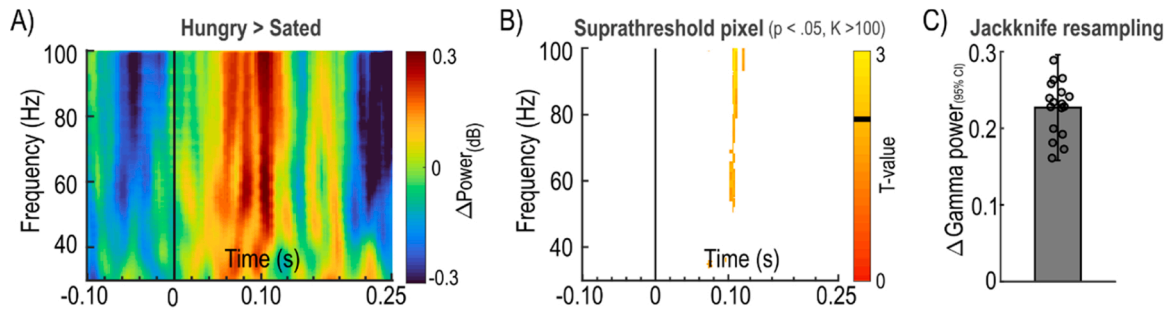 A)
Hungry > Sated
Frequency (Hz)
100
80
60
40
Time (s)
-0.10
0
0.10
0.25
0.3
0
-0.3
ΔPower(dB)
B)
Suprathreshold pixel (p < .05, K >100)
Frequency (Hz)
100
80
60
40
Time (s)
-0.10
0
0.10
0.25
3
0
T-value
C)
Jackknife resampling
ΔGamma power(95% CI)
0.3
0.2
0.1
0